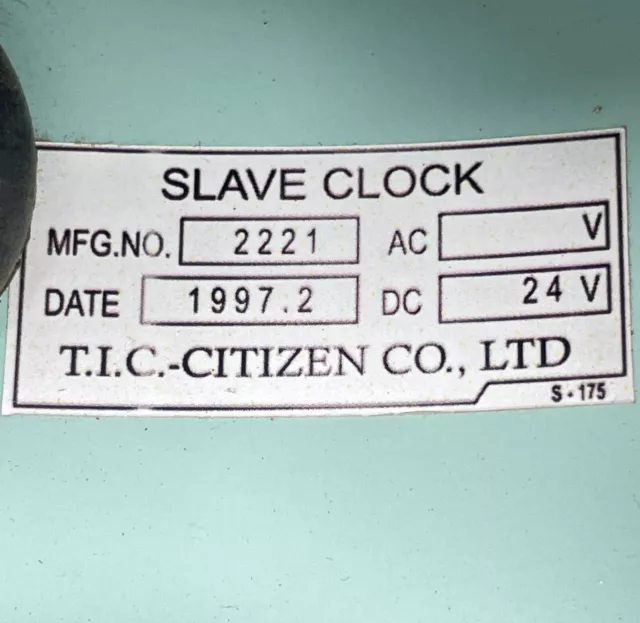 SLAVE CLOCK
MFG.NO. 2221 AC V
DATE 1997.2 DC 24 V
T.I.C.-CITIZEN CO., LTD
S-175